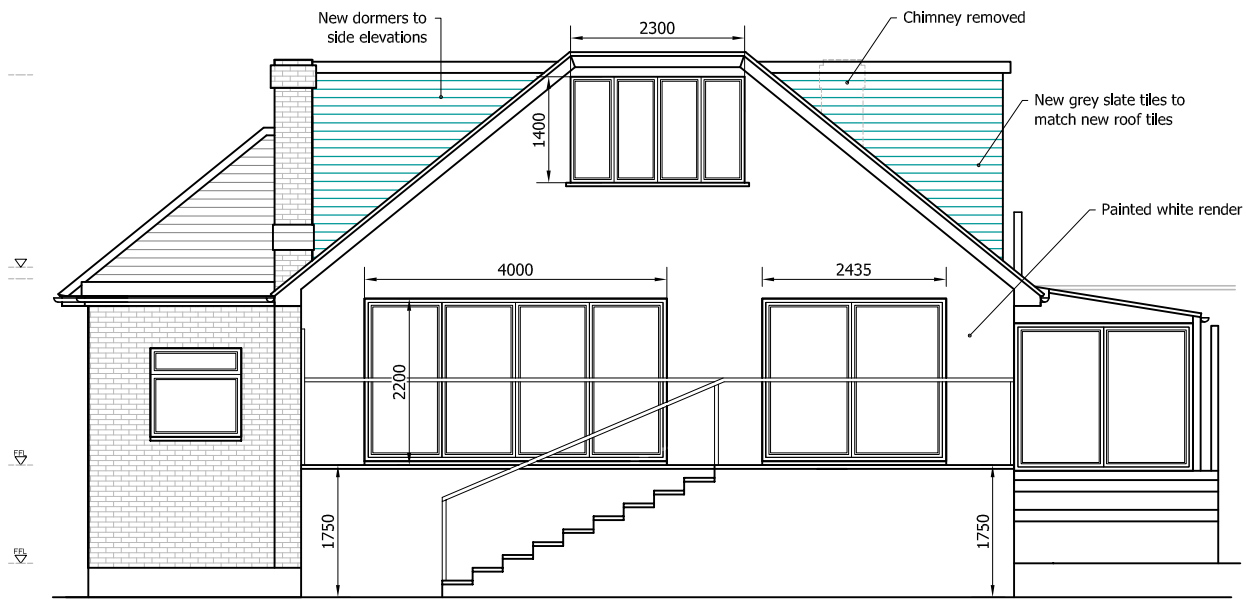 New dormers to
side elevations
2300
Chimney removed
New grey slate tiles to
match new roof tiles
1400
Painted white render
4000
2435
2200
FFL
1750
1750
FFL